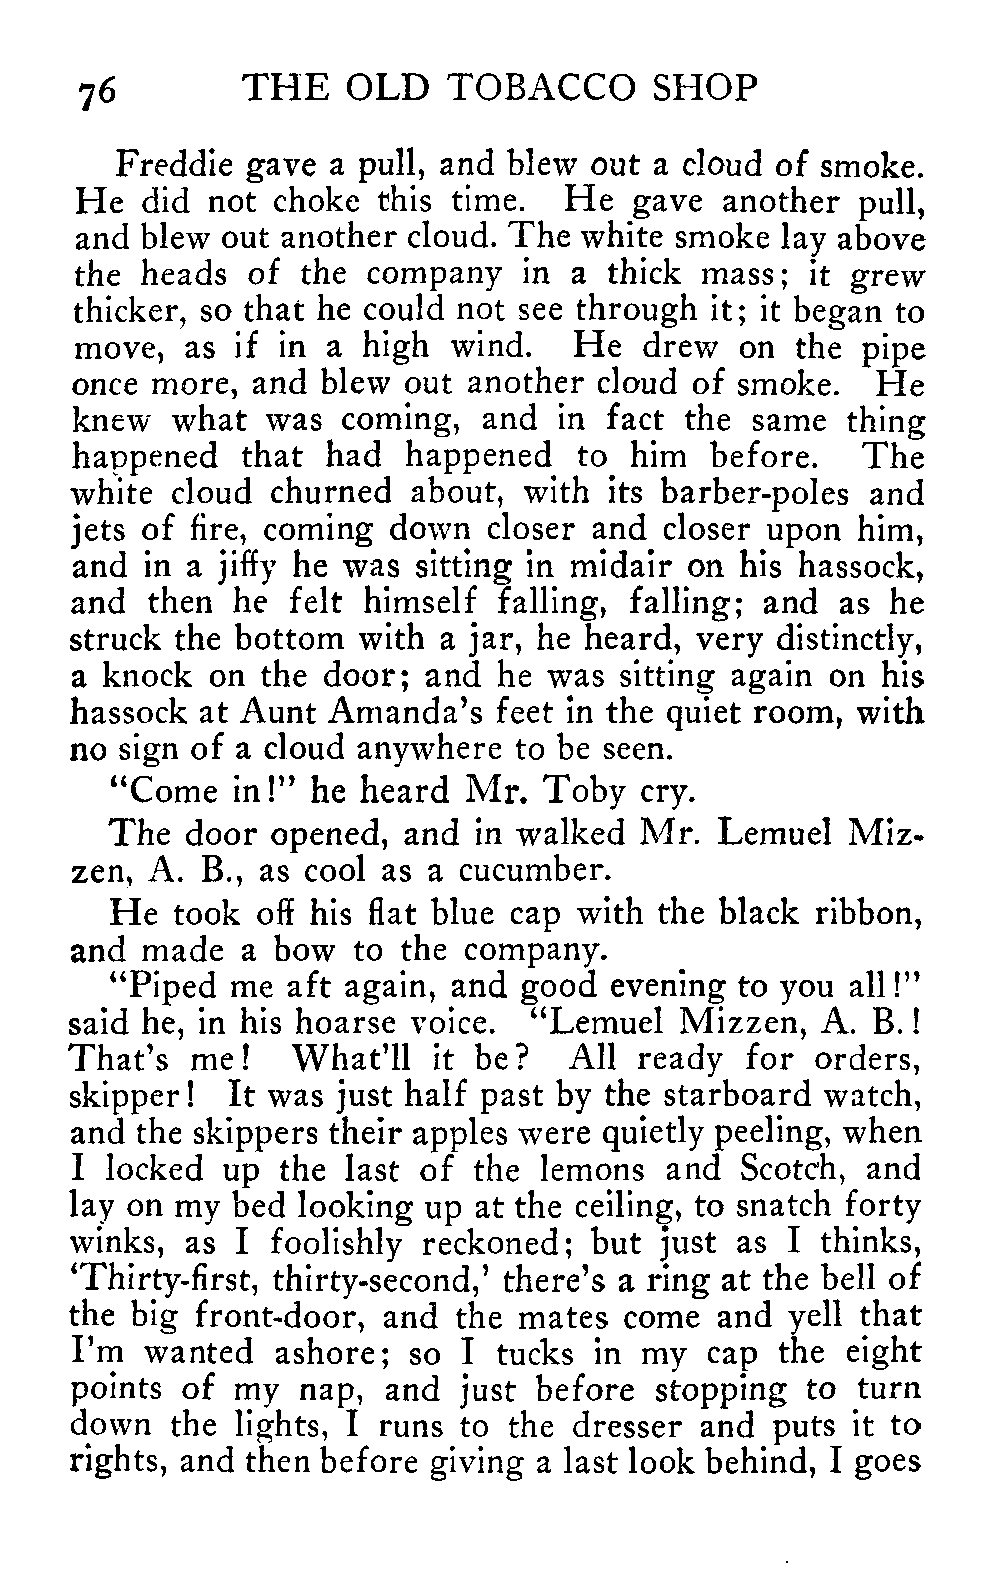 76 THE OLD TOBACCO SHOP
Freddie gave a pull, and blew out a cloud of smoke.
He did not choke this time. He gave another pull,
and blew out another cloud. The white smoke lay above
the heads of the company in a thick mass; it grew
thicker, so that he could not see through it; it began to
move, as if in a high wind. He drew on the pipe
once more, and blew out another cloud of smoke. He
knew what was coming, and in fact the same thing
happened that had happened to him before. The
white cloud churned about, with its barber-poles and
jets of fire, coming down closer and closer upon him,
and in a jiffy he was sitting in midair on his hassock,
and then he felt himself falling, falling; and as he
struck the bottom with a jar, he heard, very distinctly,
a knock on the door; and he was sitting again on his
hassock at Aunt Amanda's feet in the quiet room, with
no sign of a cloud anywhere to be seen.
"Come in!" he heard Mr. Toby cry.
The door opened, and in walked Mr. Lemuel Miz-
zen, A. B., as cool as a cucumber.
He took off his flat blue cap with the black ribbon,
and made a bow to the company.
"Piped me aft again, and good evening to you all!"
said he, in his hoarse voice. "Lemuel Mizzen, A. B.!
That's me! What'll it be? All ready for orders,
skipper! It was just half past by the starboard watch,
and the skippers their apples were quietly peeling, when
I locked up the last of the lemons and Scotch, and
lay on my bed looking up at the ceiling, to snatch forty
winks, as I foolishly reckoned; but just as I thinks,
'Thirty-first, thirty-second,' there's a ring at the bell of
the big front-door, and the mates come and yell that
I'm wanted ashore; so I tucks in my cap the eight
points of my nap, and just before stopping to turn
down the lights, I runs to the dresser and puts it to
rights, and then before giving a last look behind, I goes